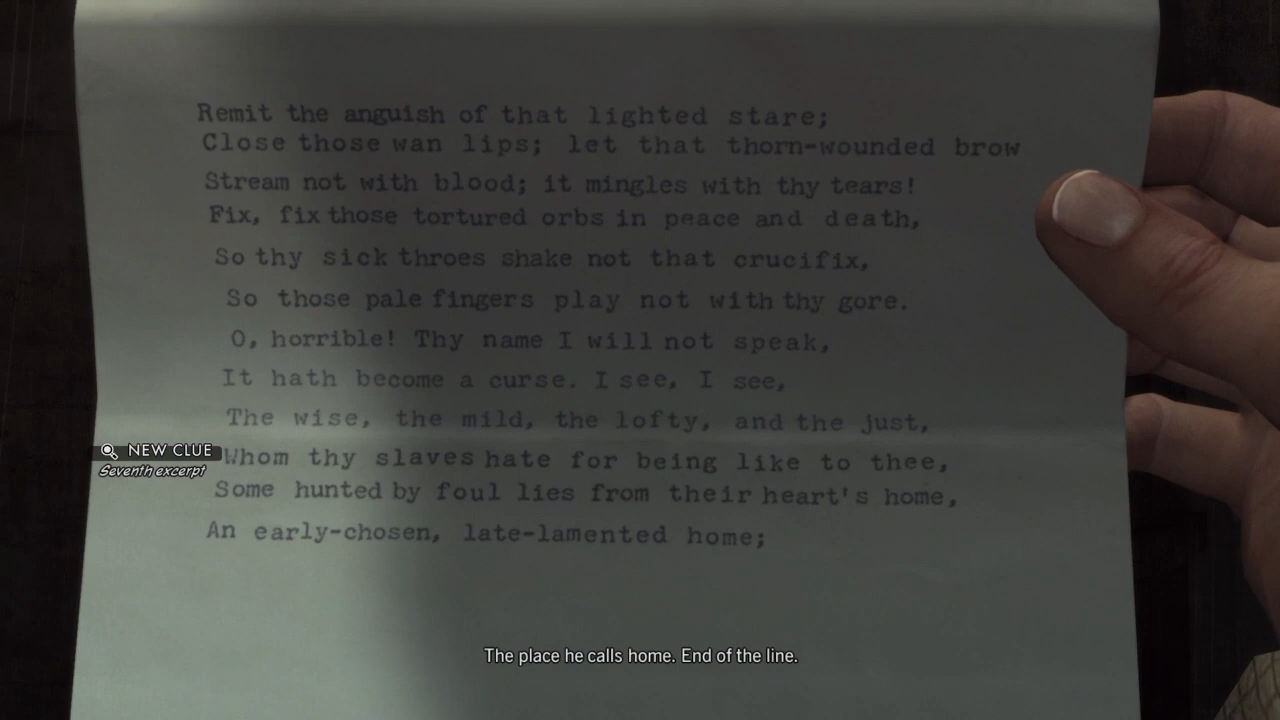 Remit the anguish of that lighted stare;
Close those wan lips; let that thorn-wounded brow
Stream not with blood; it mingles with thy tears!
Fix, fix those tortured orbs in peace and death,
So thy sick throes shake not that crucifix,
So those pale fingers play not with thy gore.
O, horrible! Thy name I will not speak,
It hath become a curse. I see, I see,
The wise, the mild, the lofty, and the just,
NEW CLUE
Seventh excerpt
Whom thy slaves hate for being like to thee,
Some hunted by foul lies from their heart's home,
An early-chosen, late-lamented home;
The place he calls home. End of the line.